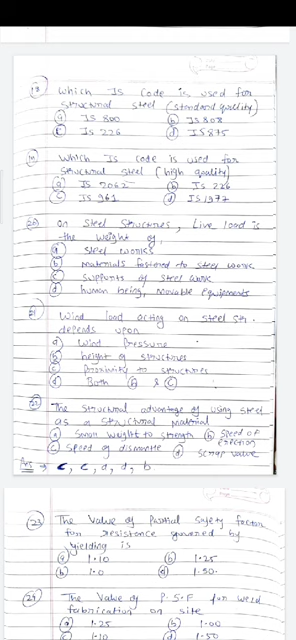 18 Which Is code is used for
structural steel (standard quality)
a IS 800 b IS 808
c Is 226 d IS 875
19 Which Is code is used for
structural steel (high quality)
a IS 2062 b Is 226
c IS 961 d IS 1977
20 On steel structures, Live load is
the weight of,
a steel works
b materials fastened to steel work
c supports of steel work
d human being, Movable Equipments
21 Wind load acting on steel str.
depends upon
a Wind Pressure
b height of structures
c proximity to structures
d Both A & C
22 The structural advantage of using steel
as a structural material
a Small weight to strength b speed of
erection
c speed of dismantle d scrap value
Ans → c, c, d, d, b
23 The Value of Partial Safety factor
for resistance governed by
yielding is
a 1.10 b 1.25
b 1.0 d 1.50.
24 The Value of P.S.F for weld
fabrication on site
a 1.25 b 1.00
c 1.10 d 1.50